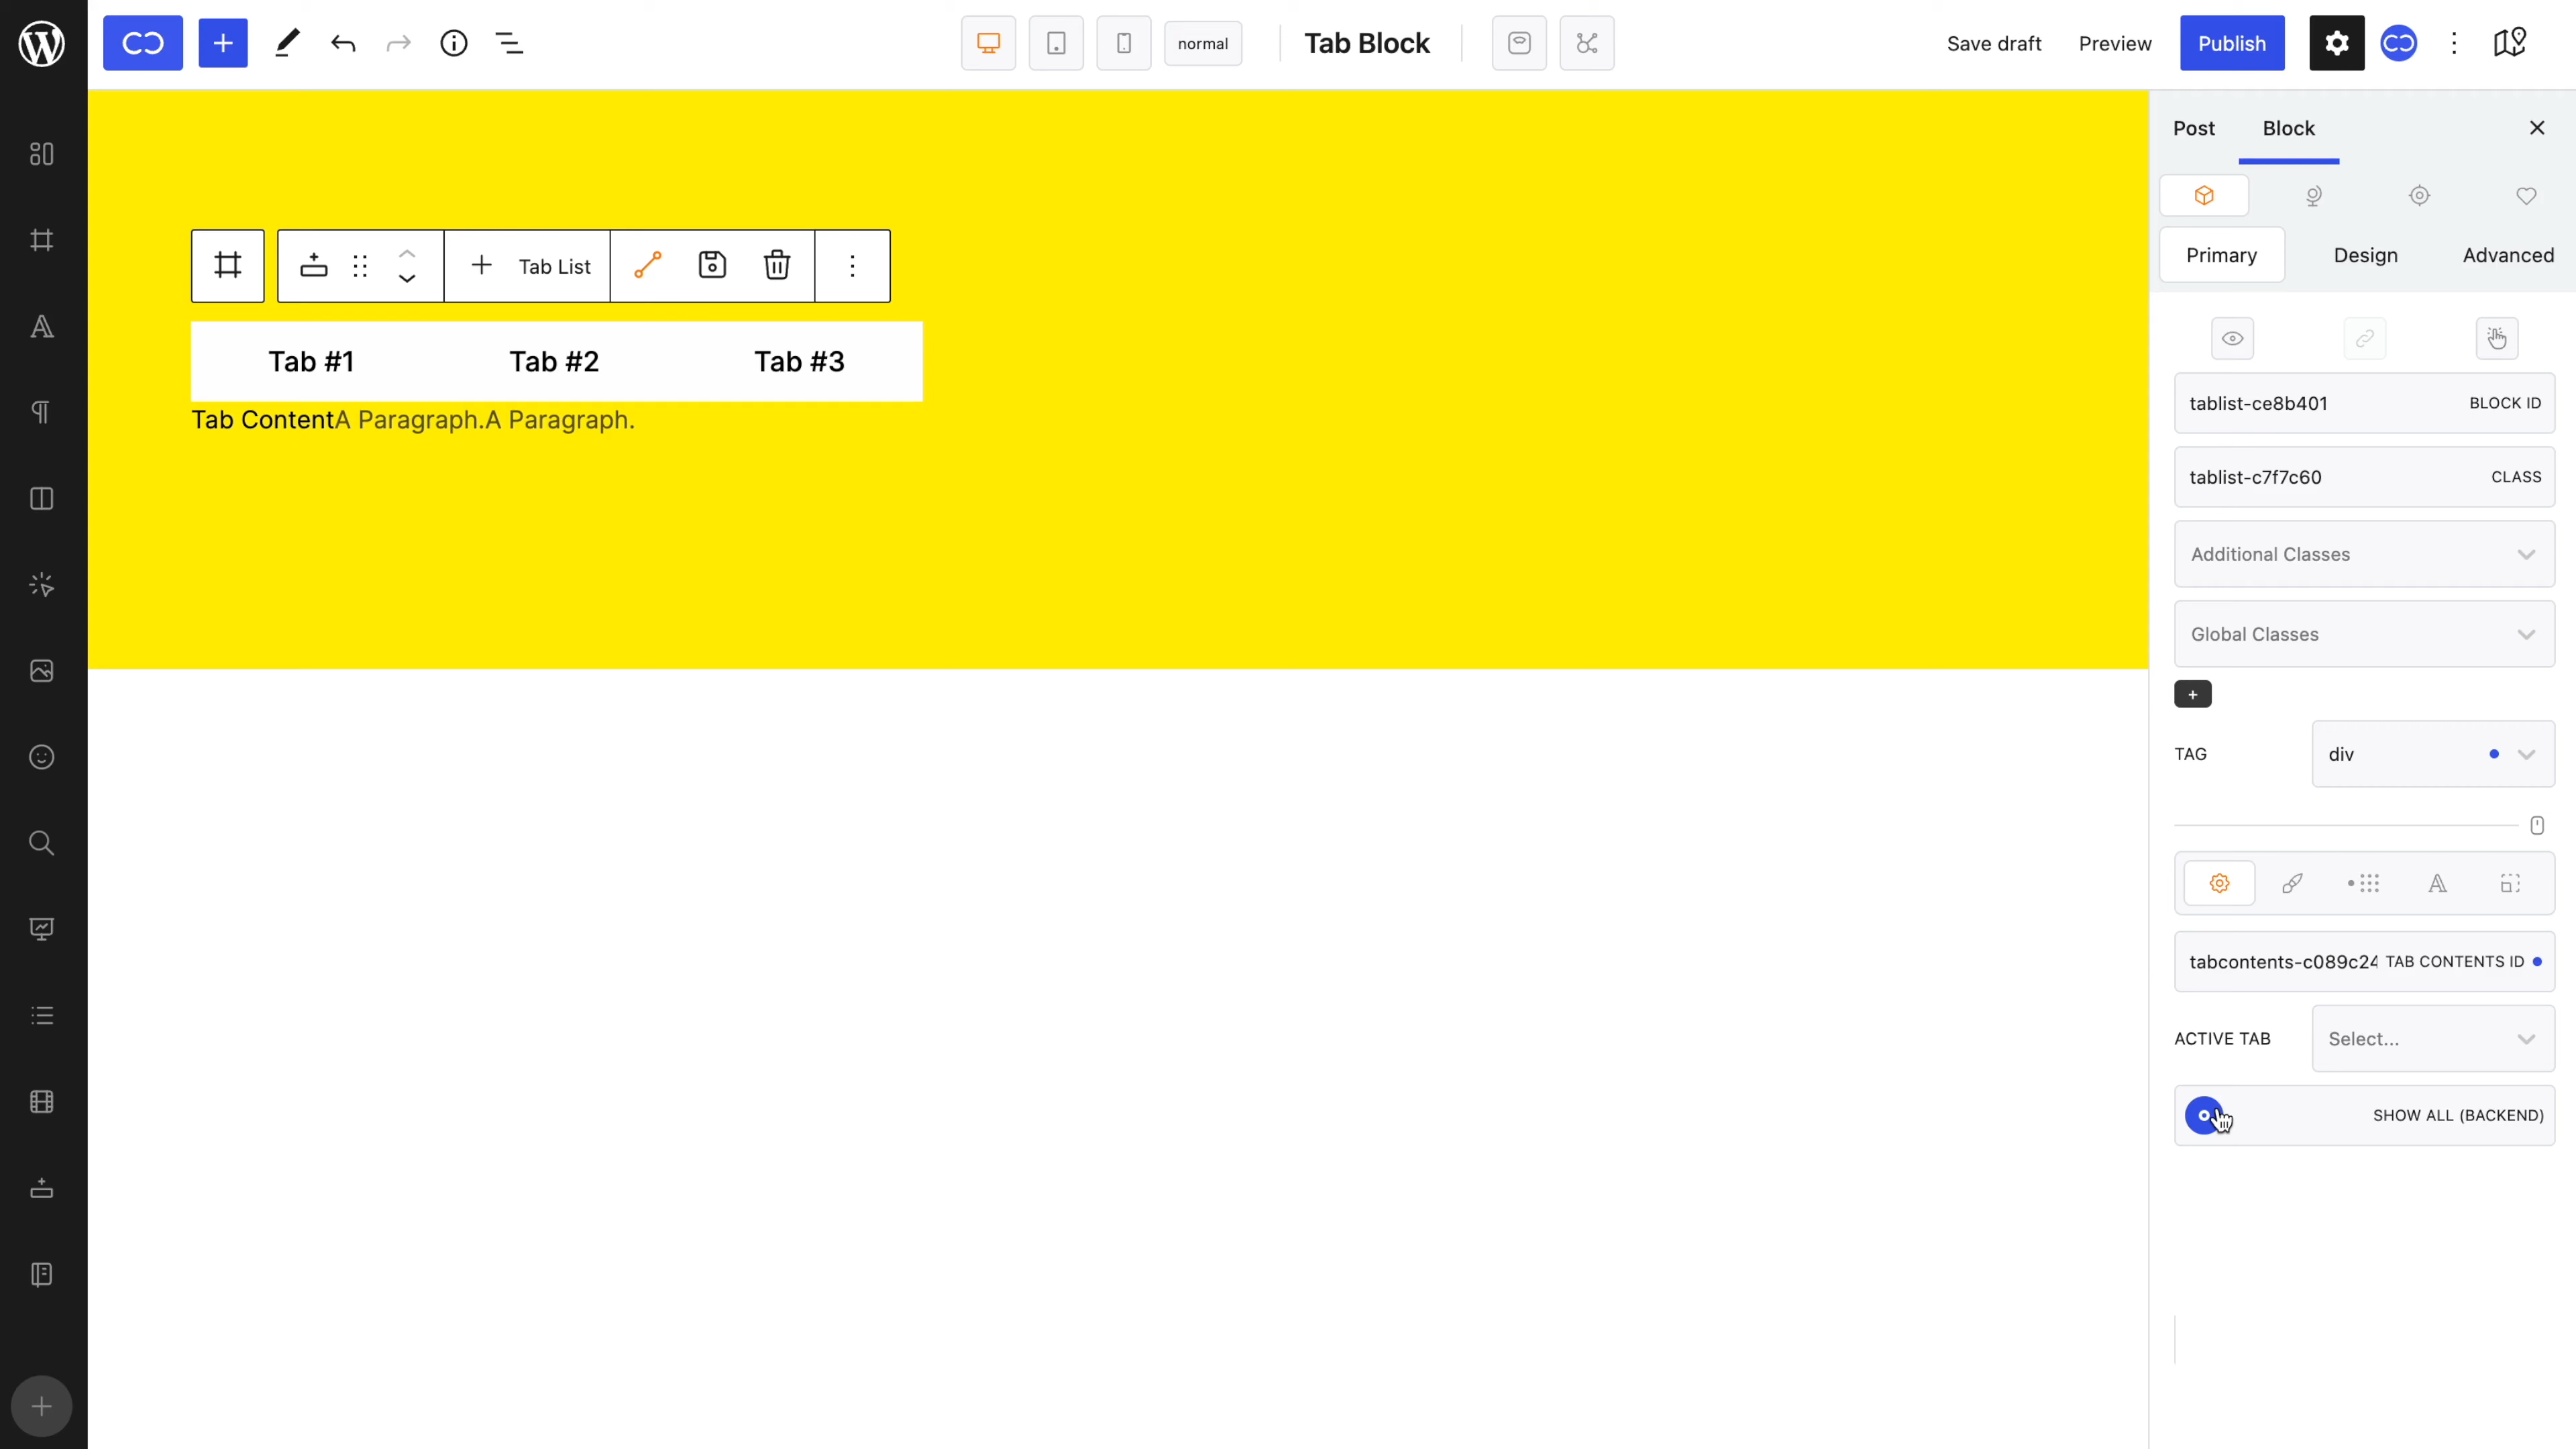 normal
Tab Block
Save draft
Preview
Publish
Post
Block
Primary
Design
Advanced
Tab List
Tab #1
Tab #2
Tab #3
Tab ContentA Paragraph.A Paragraph.
tablist-ce8b401 BLOCK ID
tablist-c7f7c60 CLASS
Additional Classes
Global Classes
TAG
div
tabcontents-c089c24 TAB CONTENTS ID
ACTIVE TAB
Select...
SHOW ALL (BACKEND)